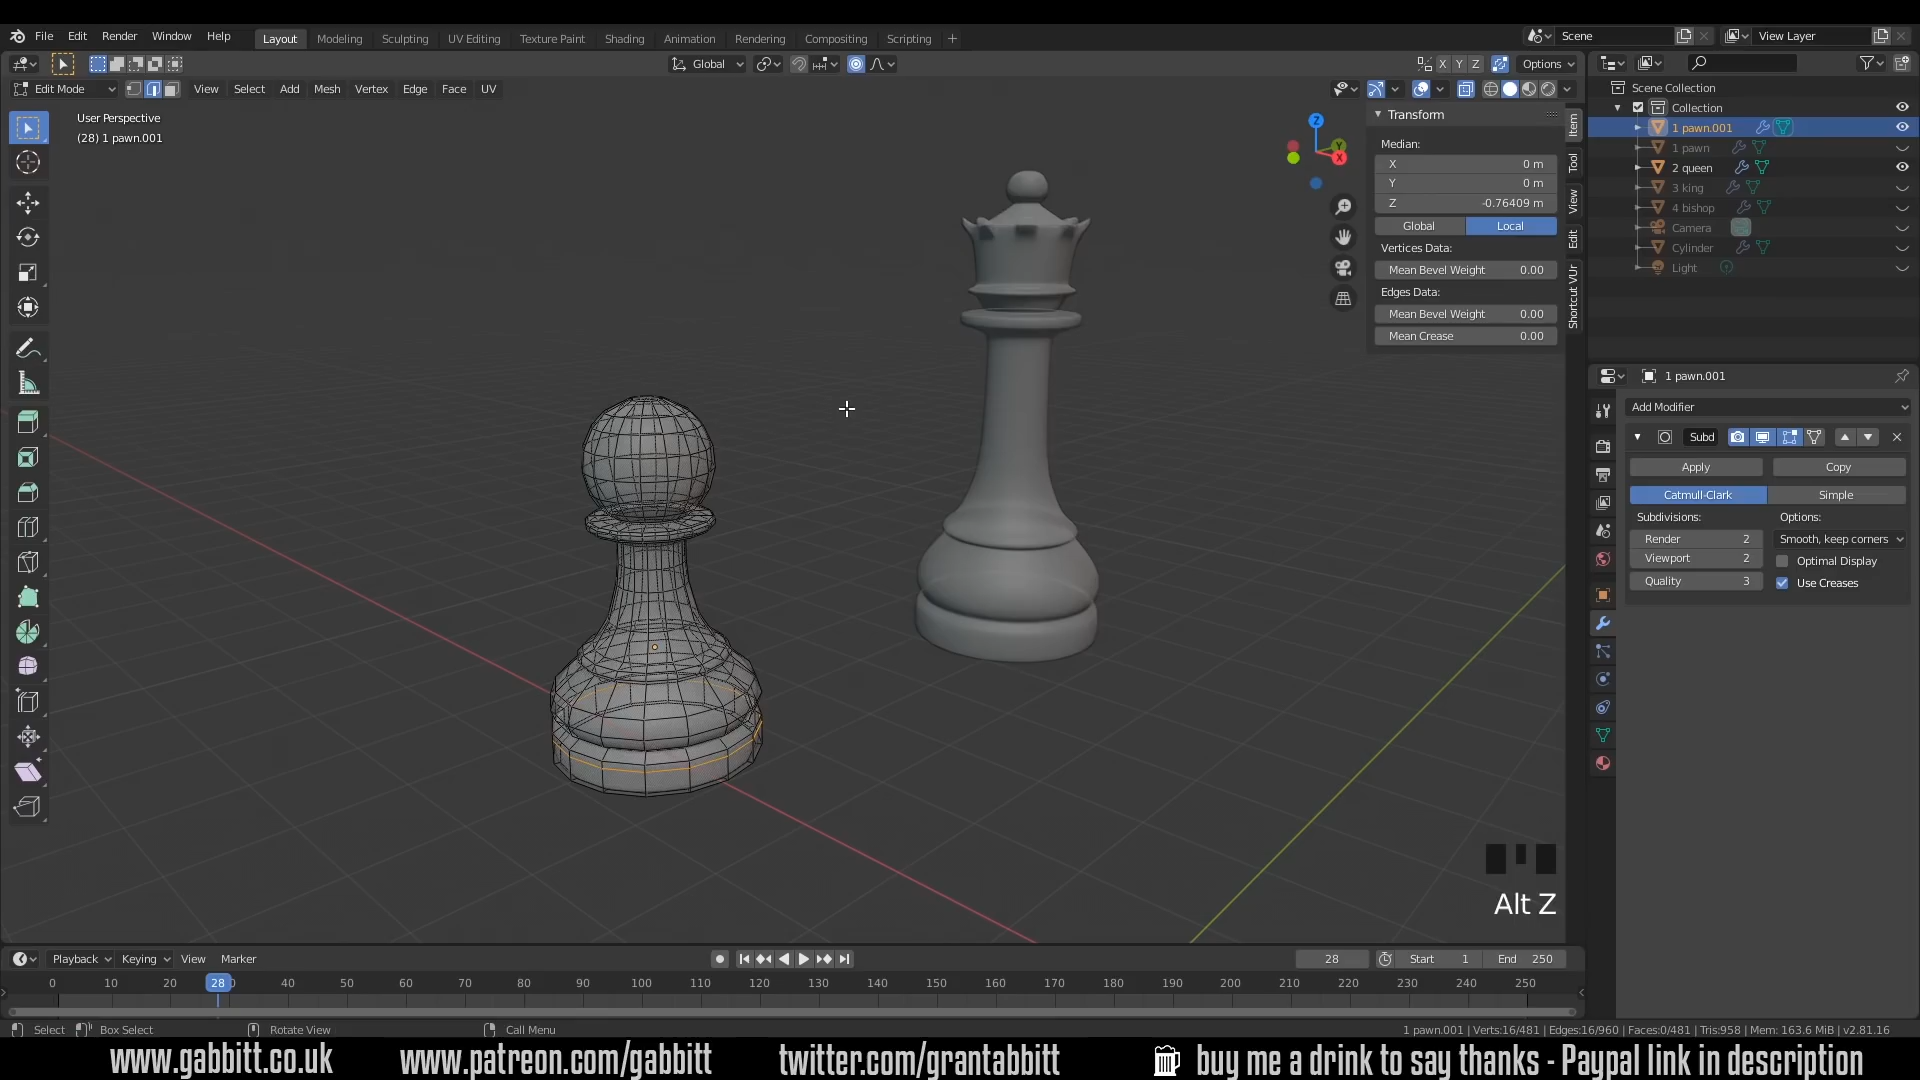 File Edit Render Window Help
Layout Modeling Sculpting UV Editing Texture Paint Shading Animation Rendering Compositing Scripting +
Scene View Layer
Global X Y Z Options
Edit Mode View Select Add Mesh Vertex Edge Face UV
User Perspective
(28) 1 pawn.001
Z Y X
Transform
Median:
X 0 m
Y 0 m
Z -0.76409 m
Global Local
Vertices Data:
Mean Bevel Weight 0.00
Edges Data:
Mean Bevel Weight 0.00
Mean Crease 0.00
Item
Tool
View
Edit
Shortcut VUr
Scene Collection
Collection
1 pawn.001
1 pawn
2 queen
3 king
4 bishop
Camera
Cylinder
Light
1 pawn.001
Add Modifier
Subd
Apply Copy
Catmull-Clark Simple
Subdivisions: Options:
Render 2 Smooth, keep corners
Viewport 2 Optimal Display
Quality 3 Use Creases
Alt Z
Playback Keying View Marker
28 Start 1 End 250
0 10 20 28 40 50 60 70 80 90 100 110 120 130 140 150 160 170 180 190 200 210 220 230 240 250
Select Box Select Rotate View Call Menu
1 pawn.001 | Verts:16/481 | Edges:16/960 | Faces:0/481 | Tris:958 | Mem: 163.6 MiB | v2.81.16
www.gabbitt.co.uk www.patreon.com/gabbitt twitter.com/grantabbitt buy me a drink to say thanks - Paypal link in description